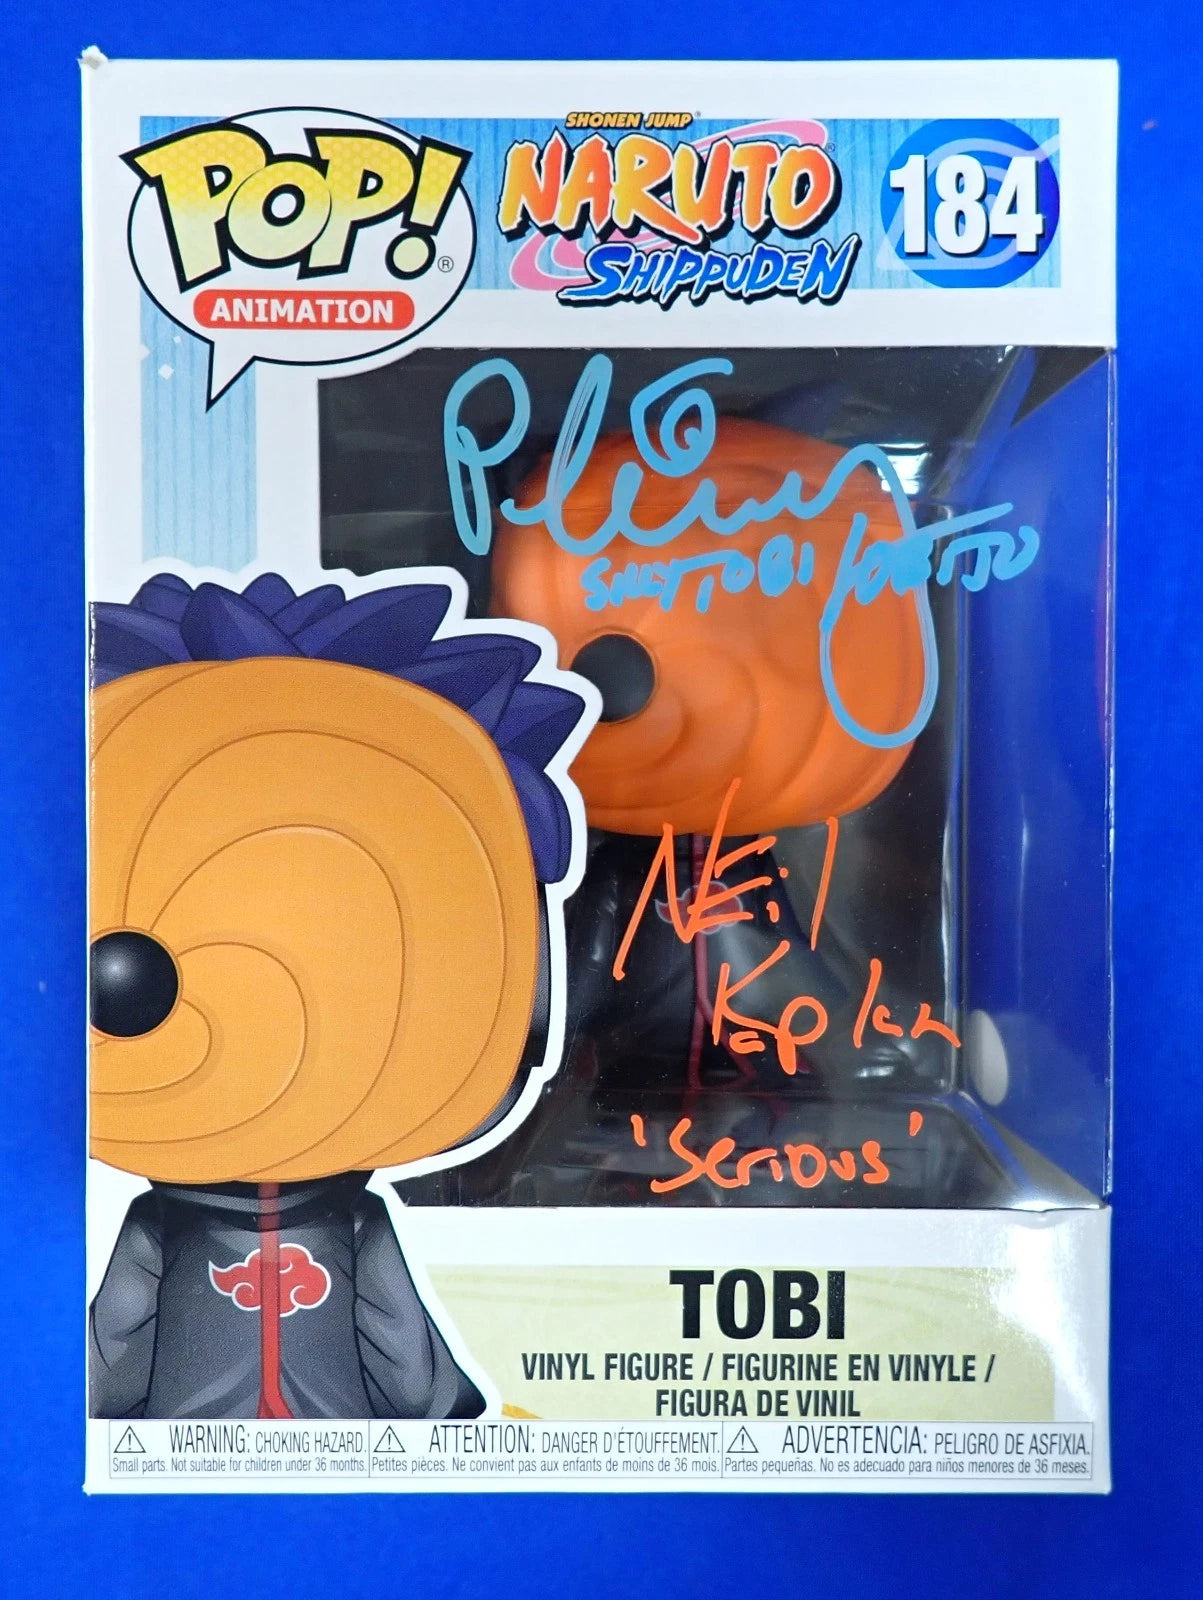 POP!®
ANIMATION
SHONEN JUMP®
NARUTO®
SHIPPUDEN
184
TOBI / OBITO
NEil
Kaplan
'Serious'
TOBI
VINYL FIGURE / FIGURINE EN VINYLE /
FIGURA DE VINIL
WARNING: CHOKING HAZARD.
Small parts. Not suitable for children under 36 months.
ATTENTION: DANGER D'ÉTOUFFEMENT.
Petites pièces. Ne convient pas aux enfants de moins de 36 mois.
ADVERTENCIA: PELIGRO DE ASFIXIA.
Partes pequeñas. No es adecuado para niños menores de 36 meses.